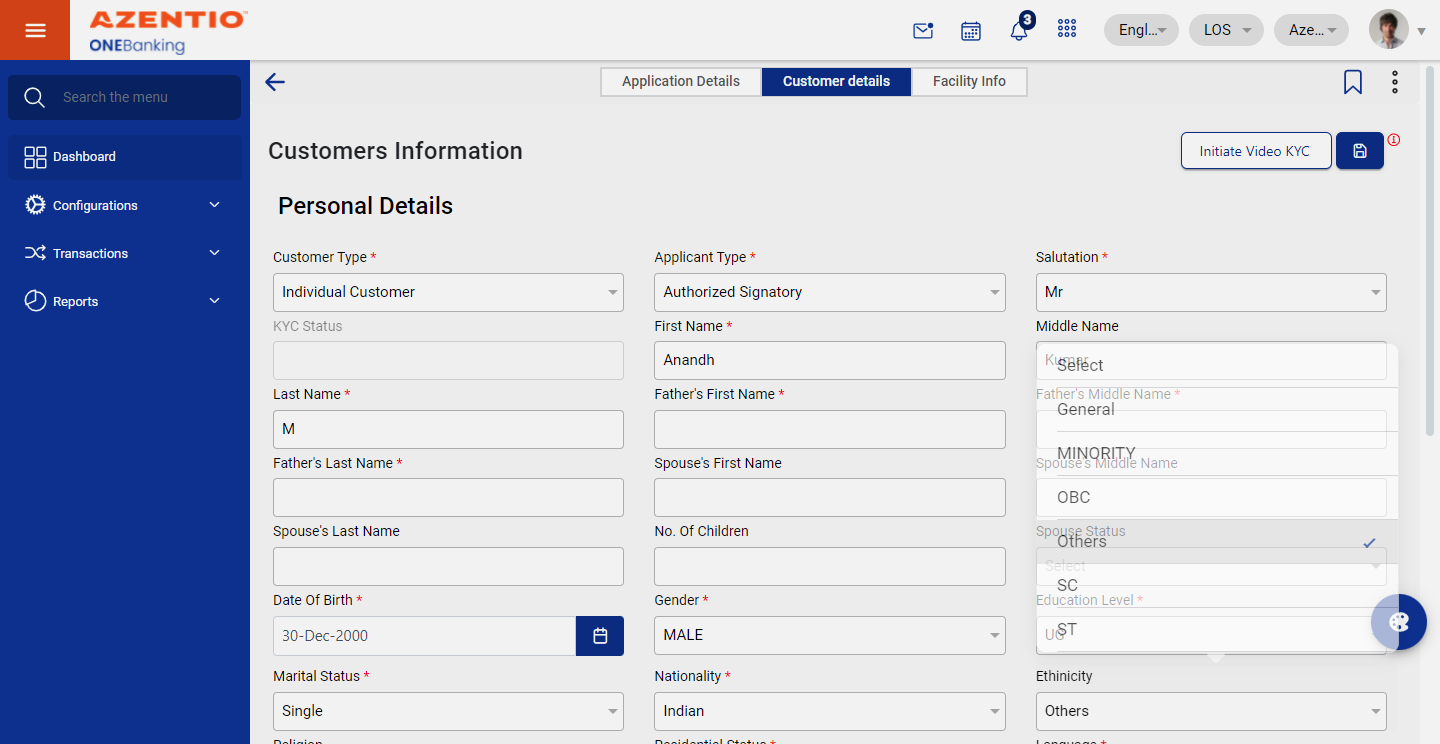 AZENTIO
ONEBanking
3
Engl...
LOS
Aze...
Search the menu
Dashboard
Configurations
Transactions
Reports
Application Details
Customer details
Facility Info
Customers Information
Initiate Video KYC
Personal Details
Customer Type *
Applicant Type *
Salutation *
Individual Customer
Authorized Signatory
Mr
KYC Status
First Name *
Middle Name
Anandh
Kumar
Select
Last Name *
Father's First Name *
Father's Middle Name *
General
M
MINORITY
Father's Last Name *
Spouse's First Name
Spouse's Middle Name
OBC
Spouse's Last Name
No. Of Children
Spouse Status
Others
Select
SC
Date Of Birth *
Gender *
Education Level *
30-Dec-2000
MALE
UG
ST
Marital Status *
Nationality *
Ethinicity
Single
Indian
Others
Religion
Residential Status *
Language *